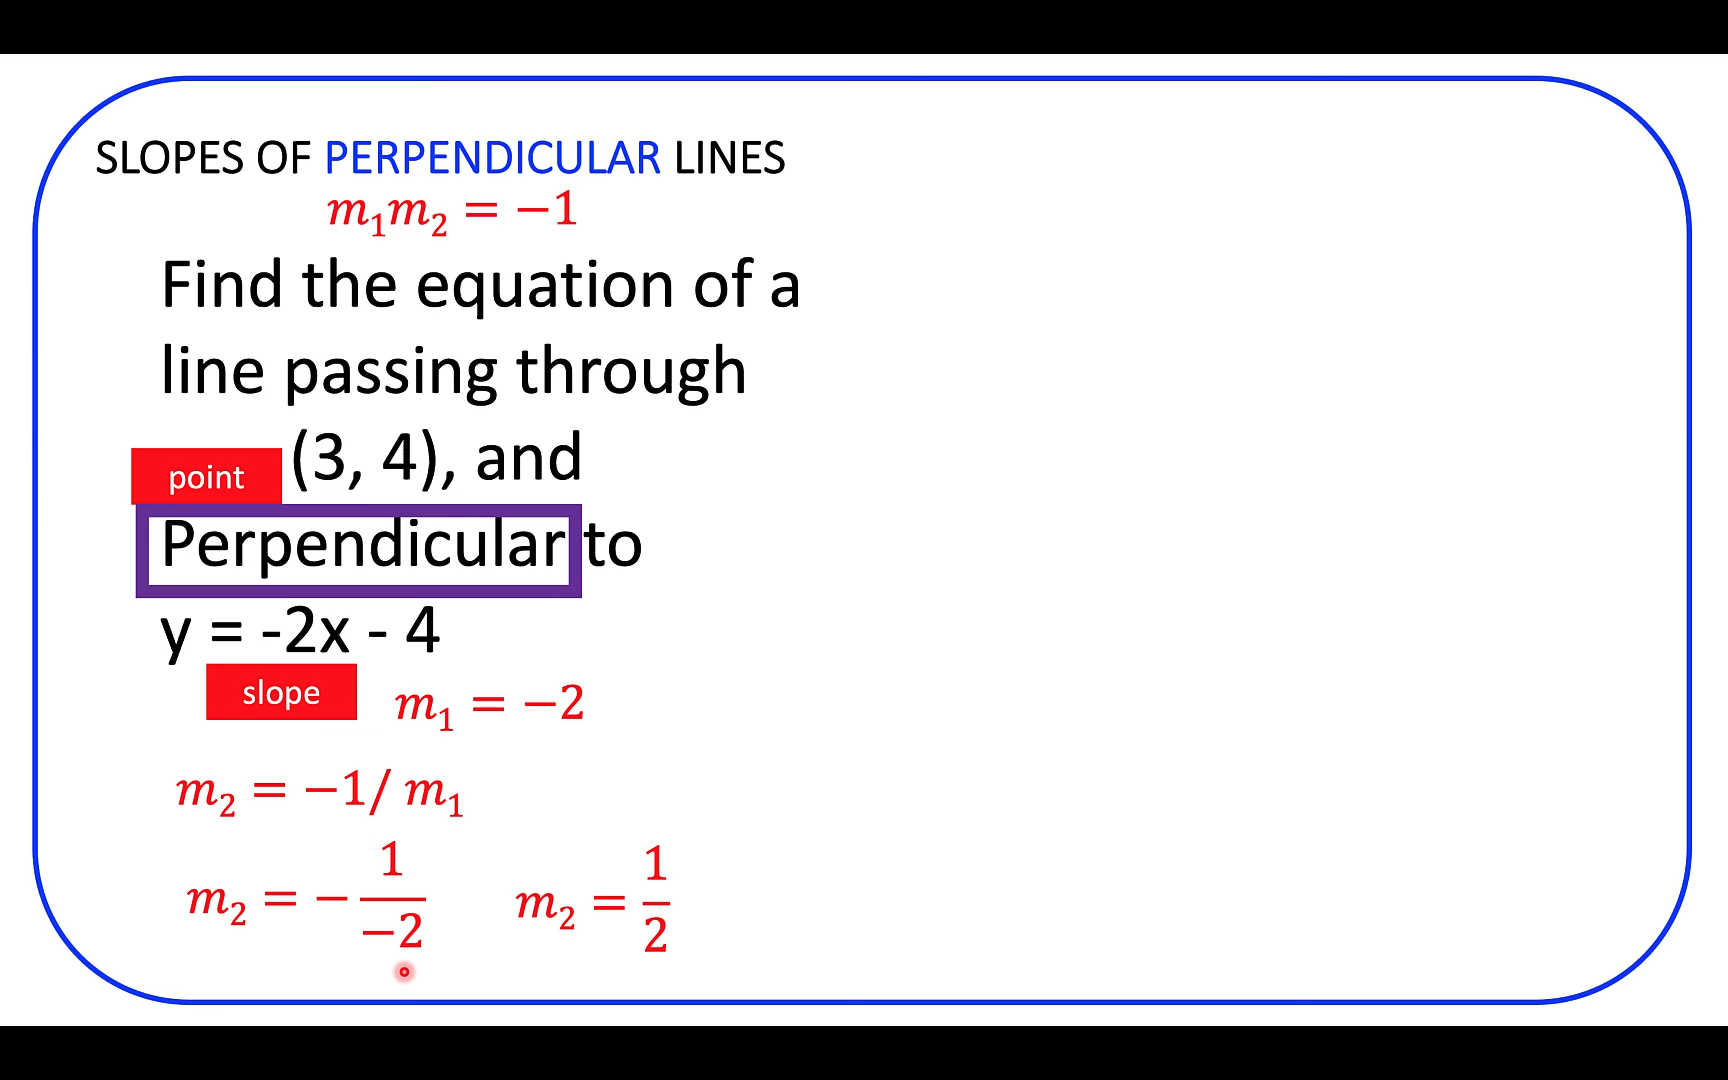 SLOPES OF PERPENDICULAR LINES
m₁m₂ = −1
Find the equation of a
line passing through
point (3, 4), and
Perpendicular to
y = -2x - 4
slope m₁ = −2
m₂ = −1/ m₁
m₂ = − 1/−2 m₂ = 1/2